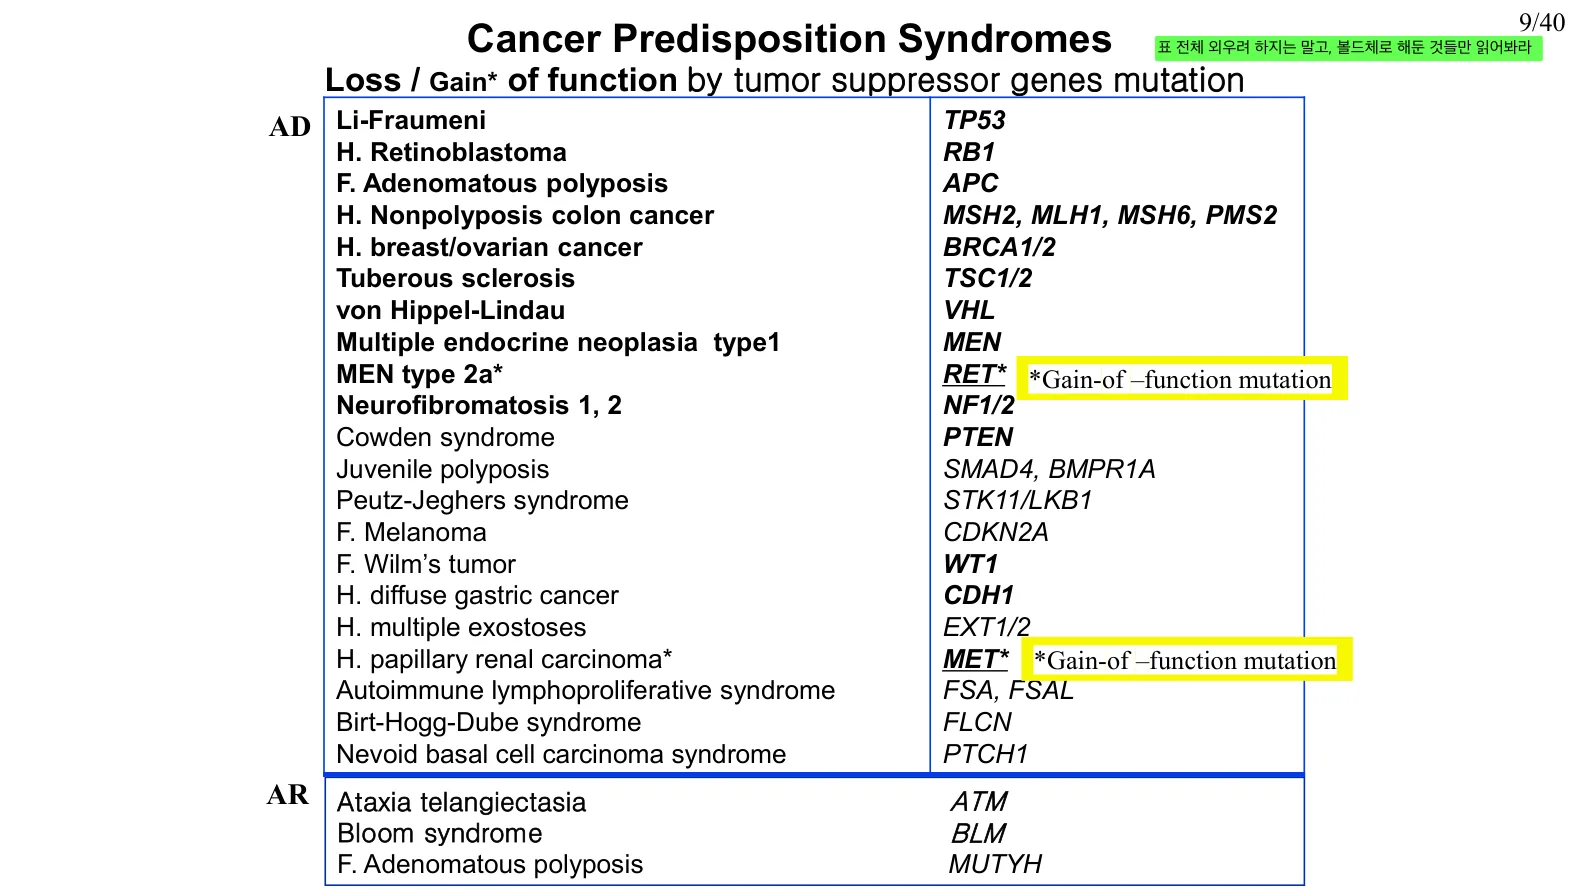 9/40
Cancer Predisposition Syndromes
표 전체 외우려 하지는 말고, 볼드체로 해둔 것들만 읽어봐라
Loss / Gain* of function by tumor suppressor genes mutation
AD
Li-Fraumeni TP53
H. Retinoblastoma RB1
F. Adenomatous polyposis APC
H. Nonpolyposis colon cancer MSH2, MLH1, MSH6, PMS2
H. breast/ovarian cancer BRCA1/2
Tuberous sclerosis TSC1/2
von Hippel-Lindau VHL
Multiple endocrine neoplasia type1 MEN
MEN type 2a* RET* *Gain-of –function mutation
Neurofibromatosis 1, 2 NF1/2
Cowden syndrome PTEN
Juvenile polyposis SMAD4, BMPR1A
Peutz-Jeghers syndrome STK11/LKB1
F. Melanoma CDKN2A
F. Wilm’s tumor WT1
H. diffuse gastric cancer CDH1
H. multiple exostoses EXT1/2
H. papillary renal carcinoma* MET* *Gain-of –function mutation
Autoimmune lymphoproliferative syndrome FSA, FSAL
Birt-Hogg-Dube syndrome FLCN
Nevoid basal cell carcinoma syndrome PTCH1
AR
Ataxia telangiectasia ATM
Bloom syndrome BLM
F. Adenomatous polyposis MUTYH